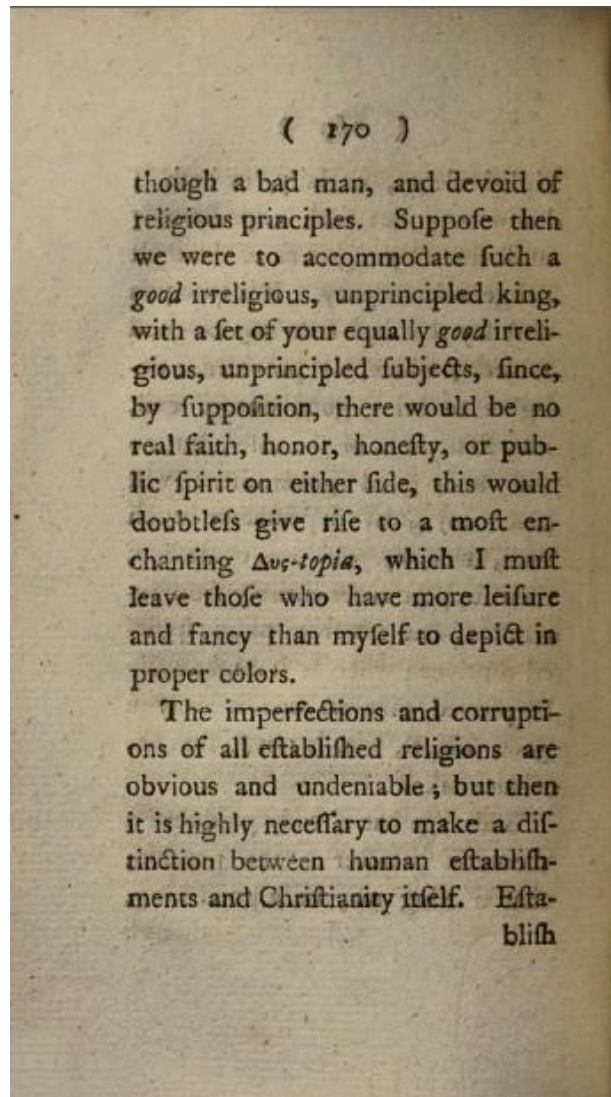 ( 170 )
though a bad man, and devoid of
religious principles. Suppoſe then
we were to accommodate ſuch a
good irreligious, unprincipled king,
with a ſet of your equally good irreli-
gious, unprincipled ſubjects, ſince,
by ſuppoſition, there would be no
real faith, honor, honeſty, or pub-
lic ſpirit on either ſide, this would
doubtleſs give riſe to a moſt en-
chanting Δυς-topia, which I muſt
leave thoſe who have more leiſure
and fancy than myſelf to depict in
proper colors.
The imperfections and corrupti-
ons of all eſtabliſhed religions are
obvious and undeniable; but then
it is highly neceſſary to make a diſ-
tinction between human eſtabliſh-
ments and Chriſtianity itſelf. Eſta-
bliſh